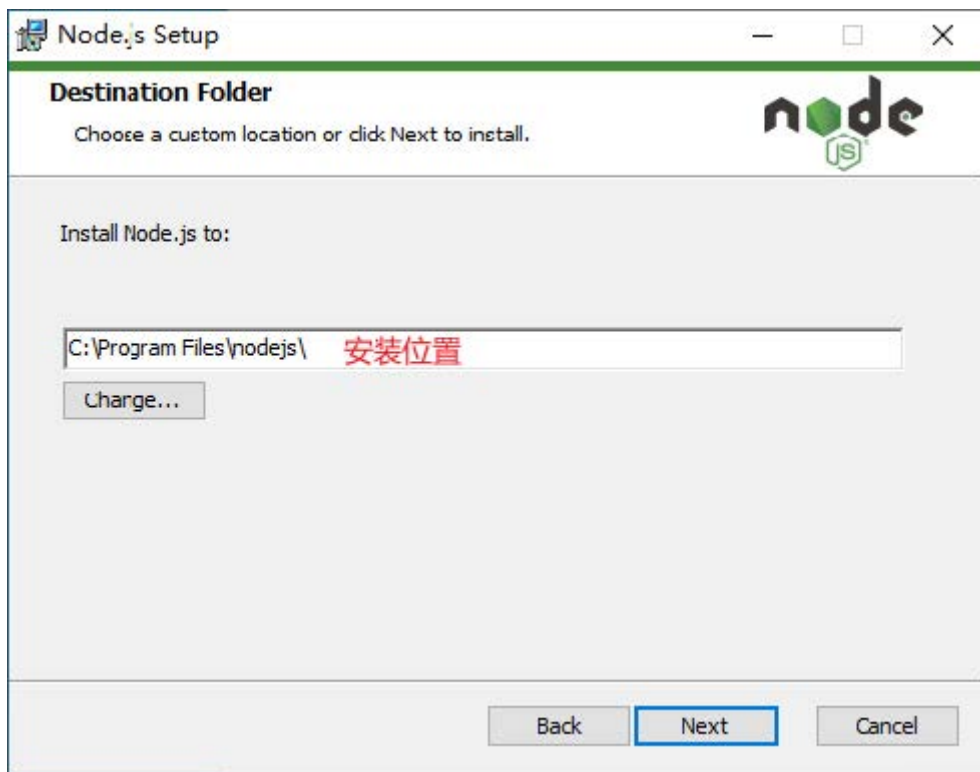 Node.js Setup
Destination Folder
Choose a custom location or click Next to install.
node
JS
Install Node.js to:
C:\Program Files\nodejs\ 安装位置
Change...
Back Next Cancel